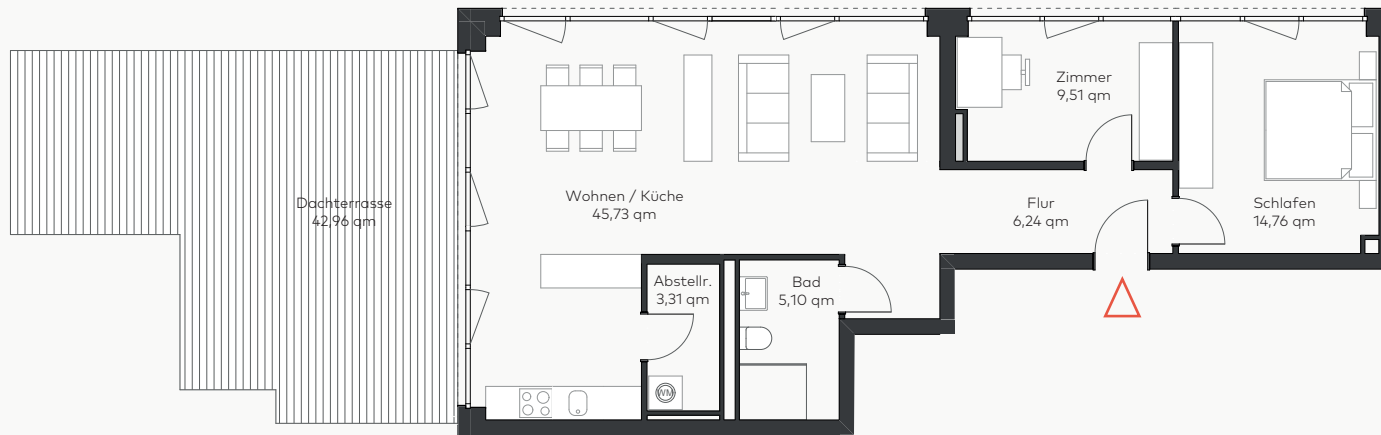 Dachterrasse
42,96 qm
Wohnen / Küche
45,73 qm
Zimmer
9,51 qm
Flur
6,24 qm
Schlafen
14,76 qm
Abstellr.
3,31 qm
Bad
5,10 qm
WM